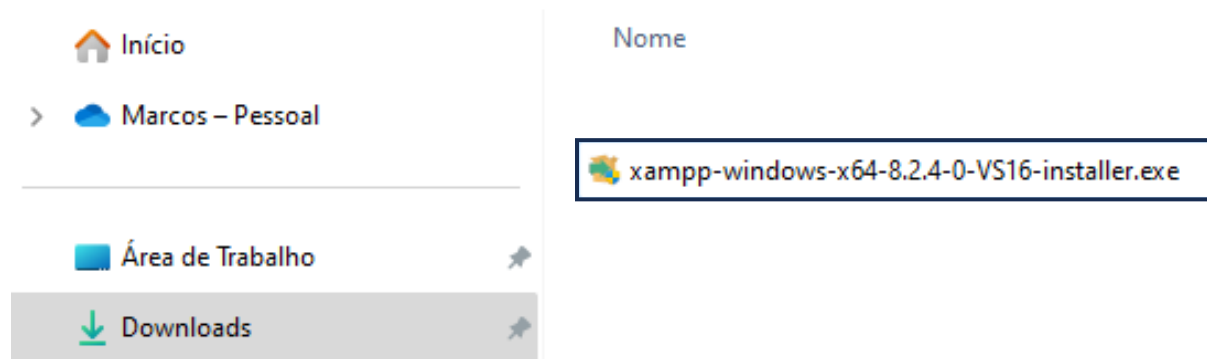 Início
Marcos – Pessoal
Área de Trabalho
Downloads
Nome
xampp-windows-x64-8.2.4-0-VS16-installer.exe